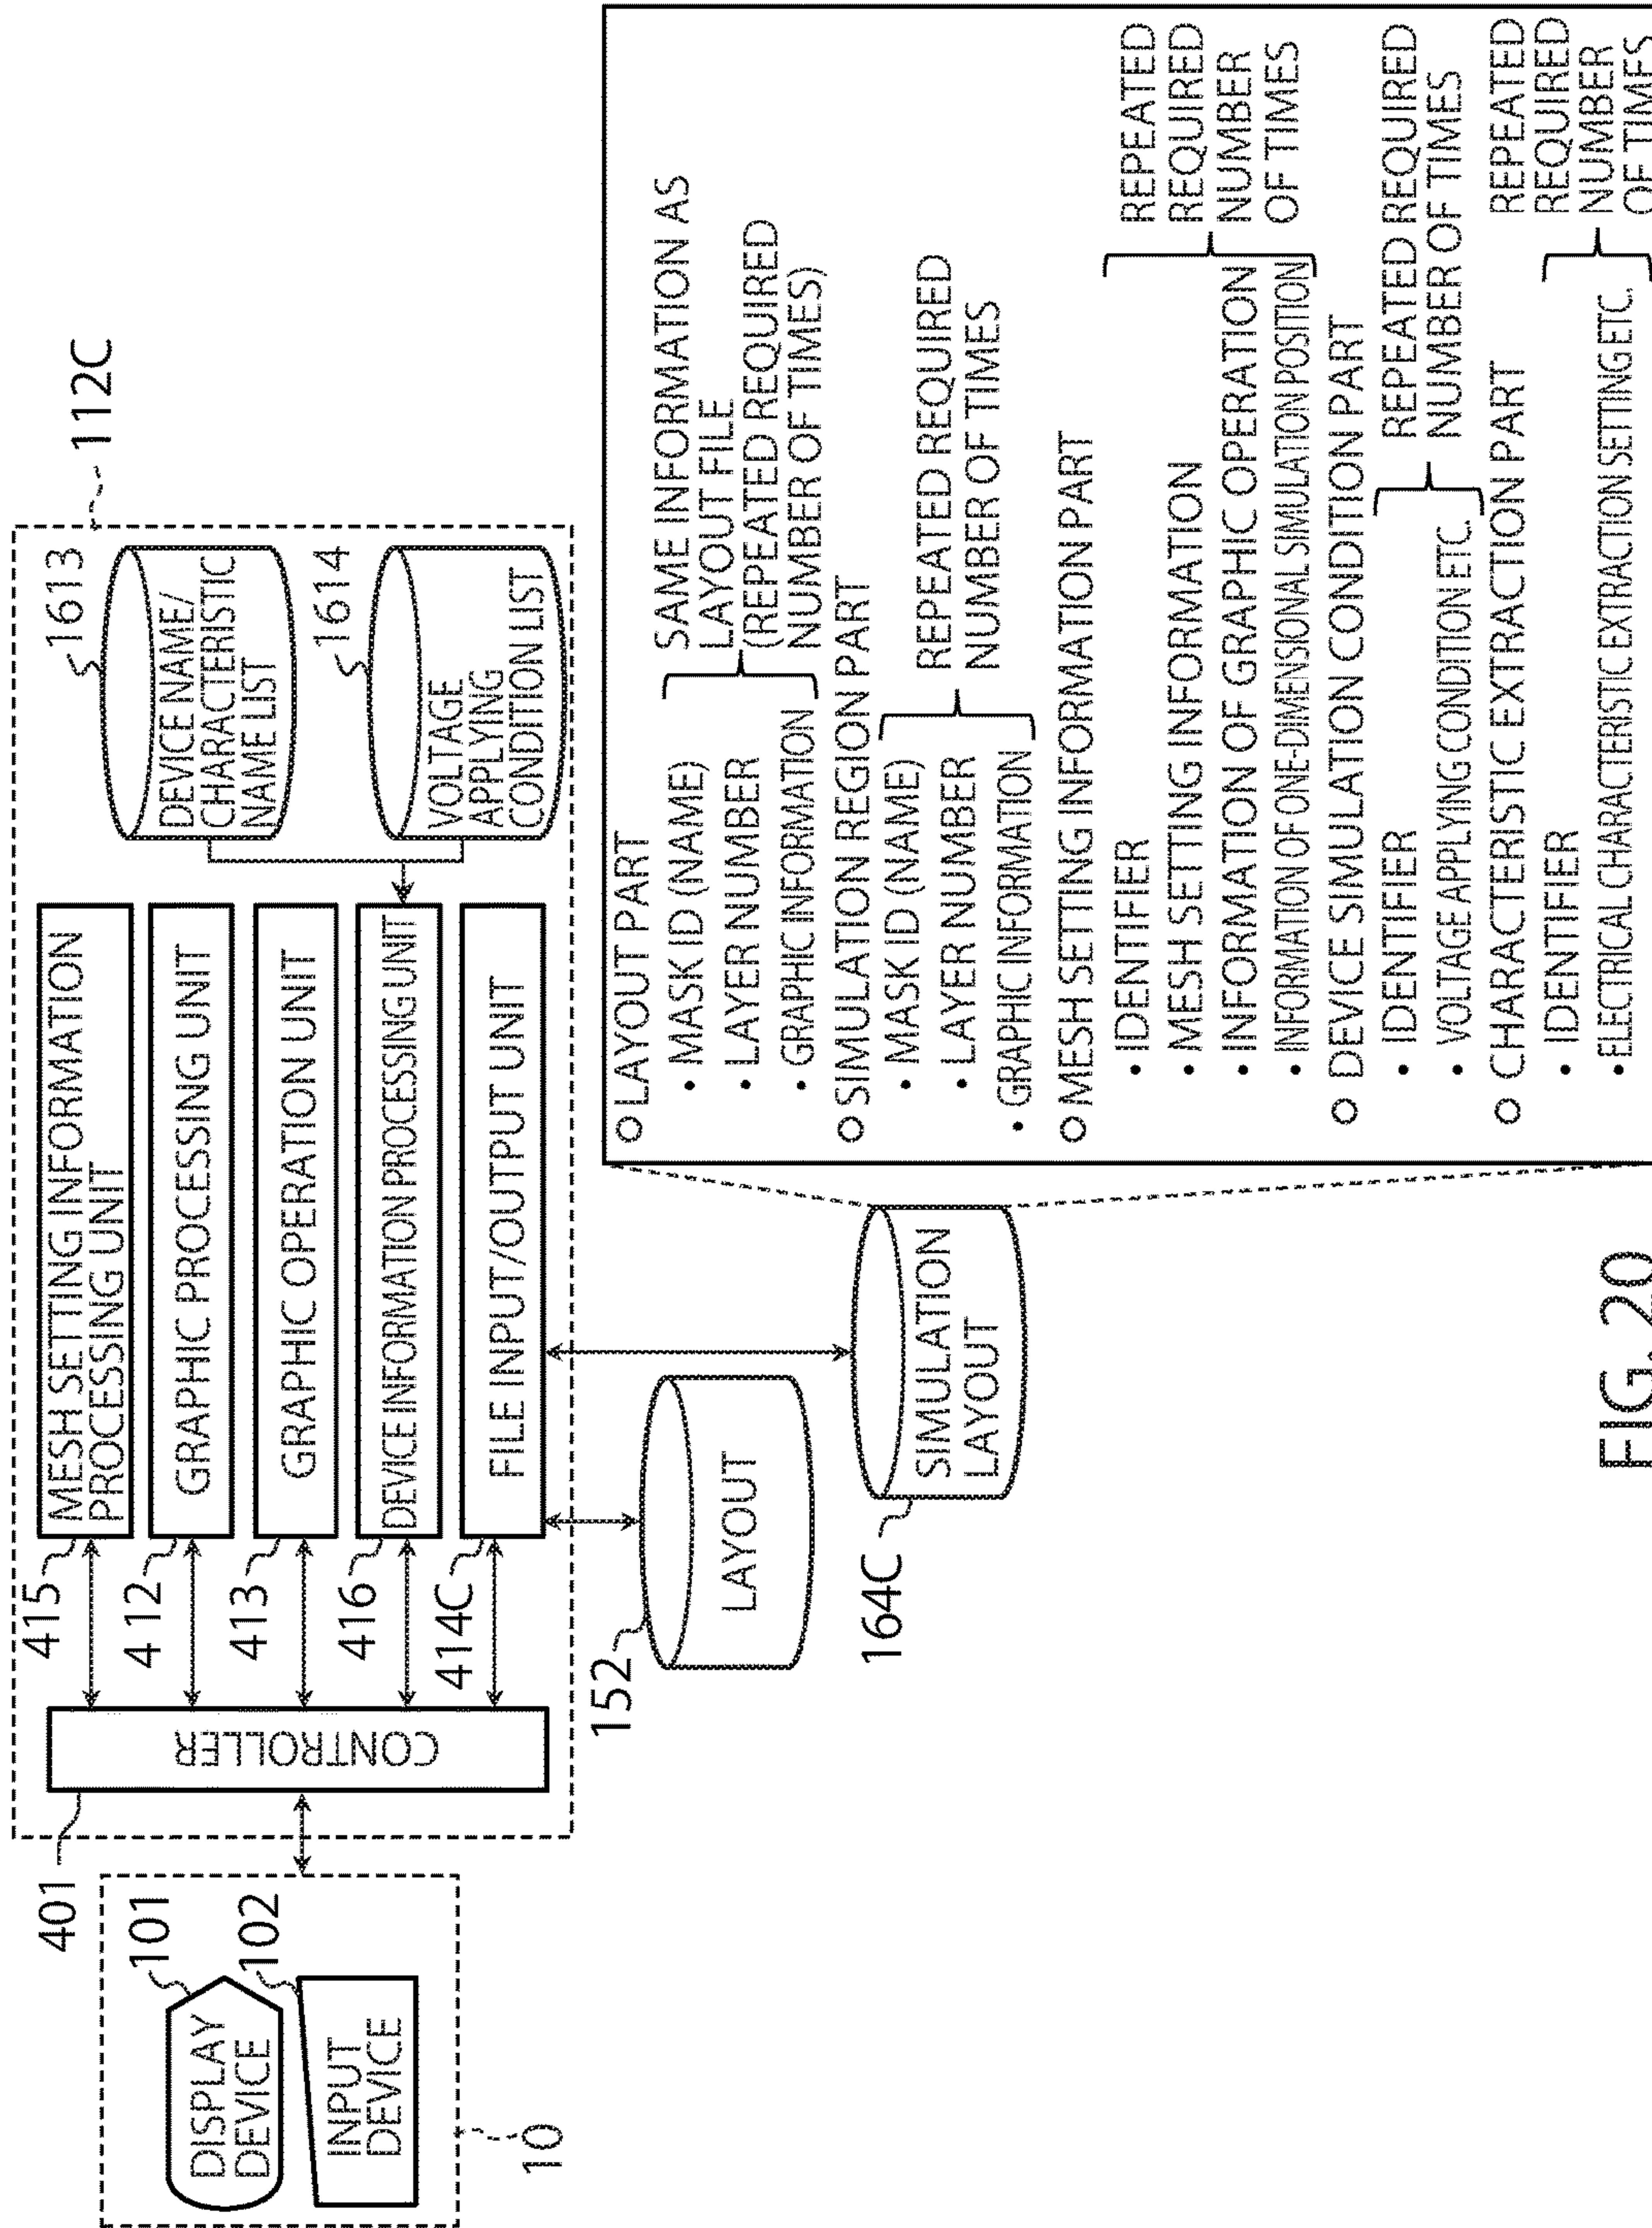 10
DISPLAY
DEVICE
101
INPUT
DEVICE
102
401
CONTROLLER
415
MESH SETTING INFORMATION
PROCESSING UNIT
4 12
GRAPHIC PROCESSING UNIT
413
GRAPHIC OPERATION UNIT
416
DEVICE INFORMATION PROCESSING UNIT
414C
FILE INPUT/OUTPUT UNIT
1613
DEVICE NAME/
CHARACTERISTIC
NAME LIST
1614
VOLTAGE
APPLYING
CONDITION LIST
112C
152
LAYOUT
164C
SIMULATION
LAYOUT
○ LAYOUT PART
• MASK ID (NAME)
• LAYER NUMBER
• GRAPHIC INFORMATION
SAME INFORMATION AS
LAYOUT FILE
(REPEATED REQUIRED
NUMBER OF TIMES)
○ SIMULATION REGION PART
• MASK ID (NAME)
• LAYER NUMBER
• GRAPHIC INFORMATION
REPEATED REQUIRED
NUMBER OF TIMES
○ MESH SETTING INFORMATION PART
• IDENTIFIER
• MESH SETTING INFORMATION
• INFORMATION OF GRAPHIC OPERATION
• INFORMATION OF ONE-DIMENSIONAL SIMULATION POSITION
REPEATED
REQUIRED
NUMBER
OF TIMES
○ DEVICE SIMULATION CONDITION PART
• IDENTIFIER
• VOLTAGE APPLYING CONDITION ETC.
REPEATED REQUIRED
NUMBER OF TIMES
○ CHARACTERISTIC EXTRACTION PART
• IDENTIFIER
• ELECTRICAL CHARACTERISTIC EXTRACTION SETTING ETC.
REPEATED
REQUIRED
NUMBER
OF TIMES
FIG. 20